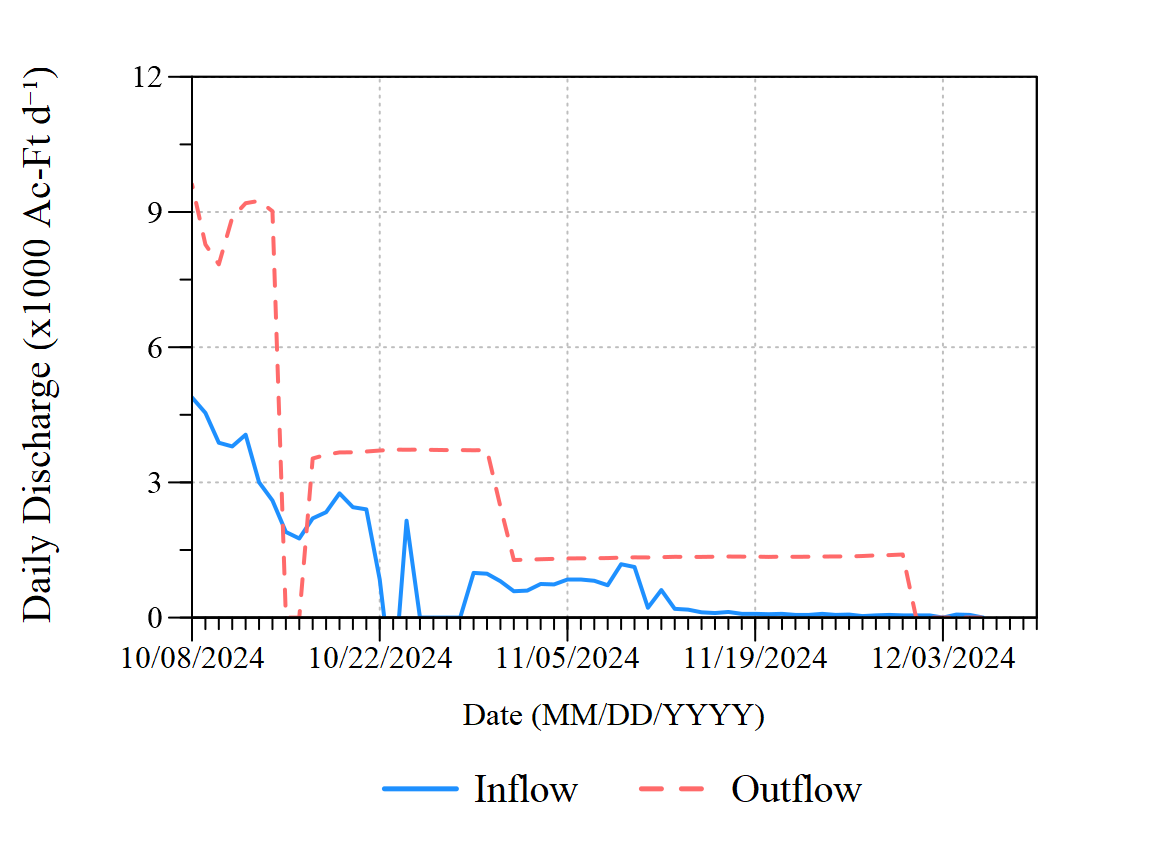 Daily Discharge (x1000 Ac-Ft d⁻¹)
12
9
6
3
0
10/08/2024 10/22/2024 11/05/2024 11/19/2024 12/03/2024
Date (MM/DD/YYYY)
Inflow Outflow